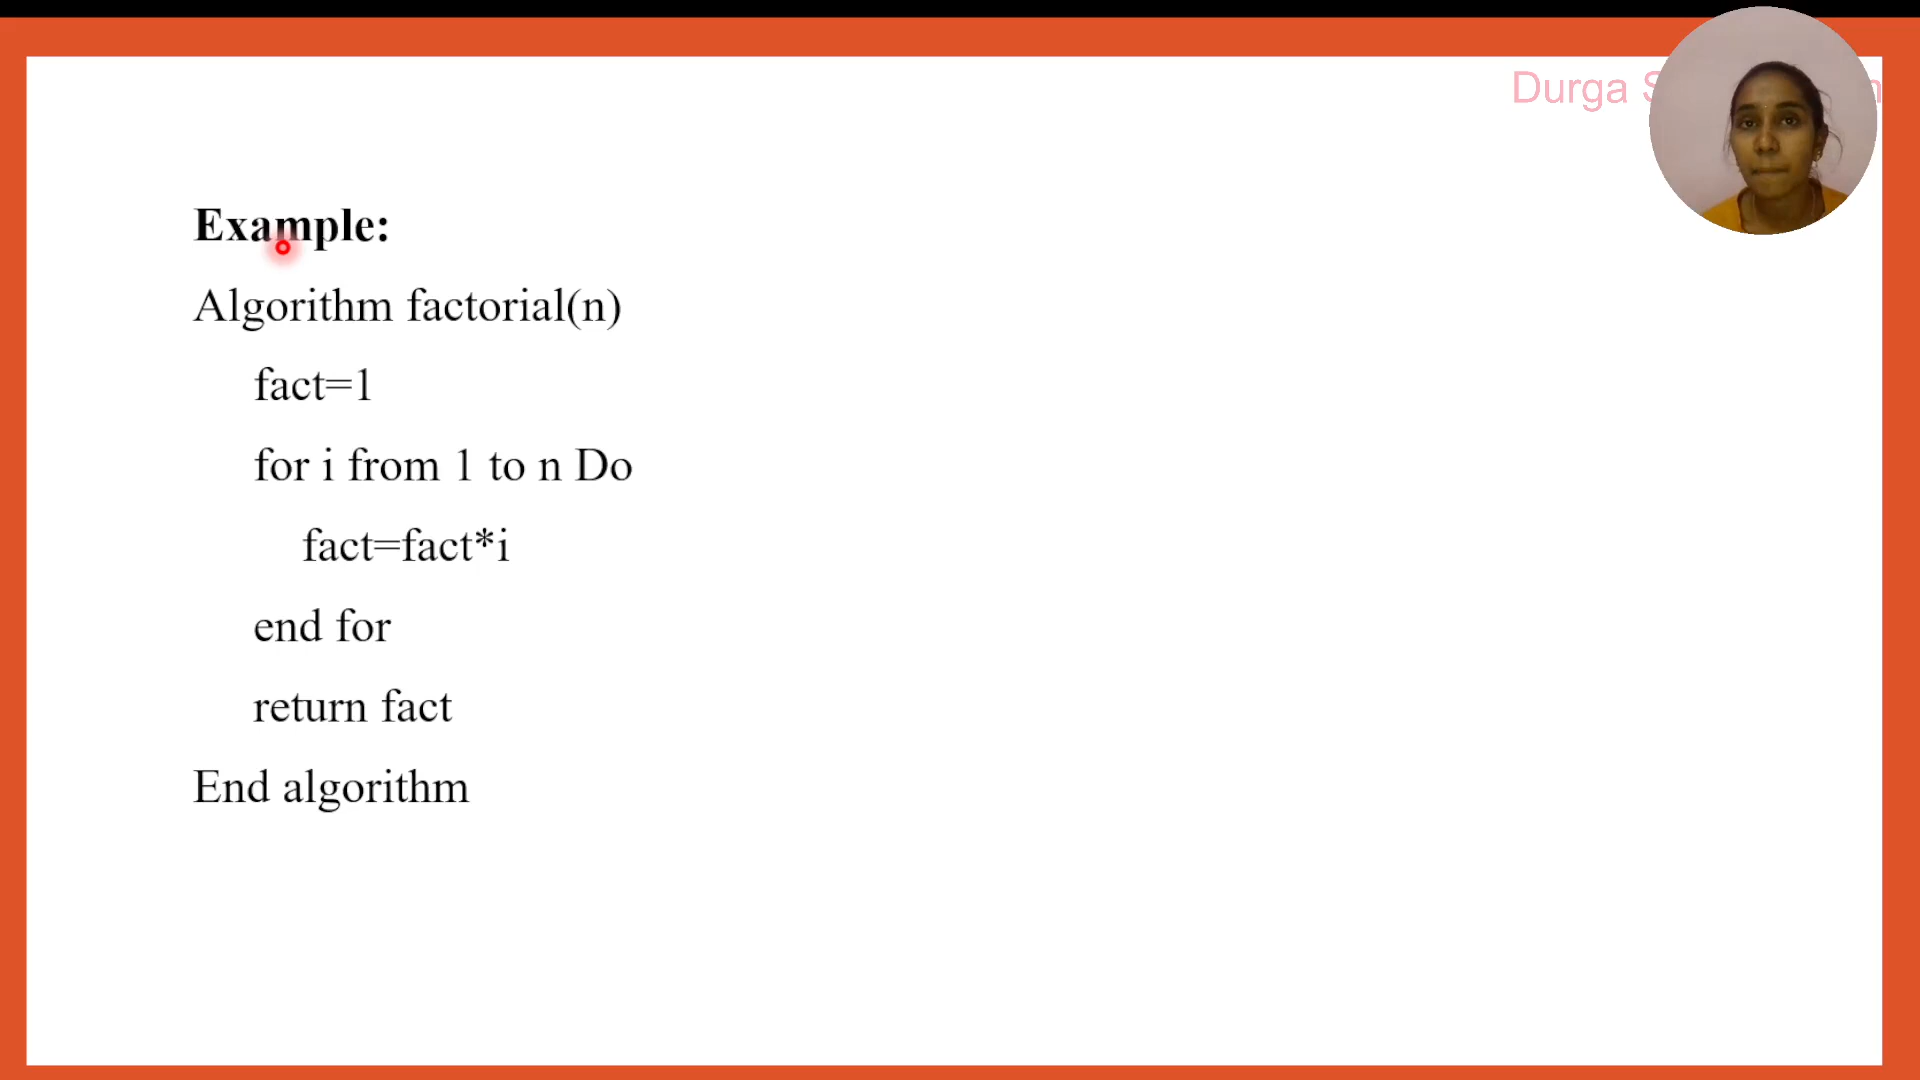 Durga
Example:
Algorithm factorial(n)
fact=1
for i from 1 to n Do
fact=fact*i
end for
return fact
End algorithm